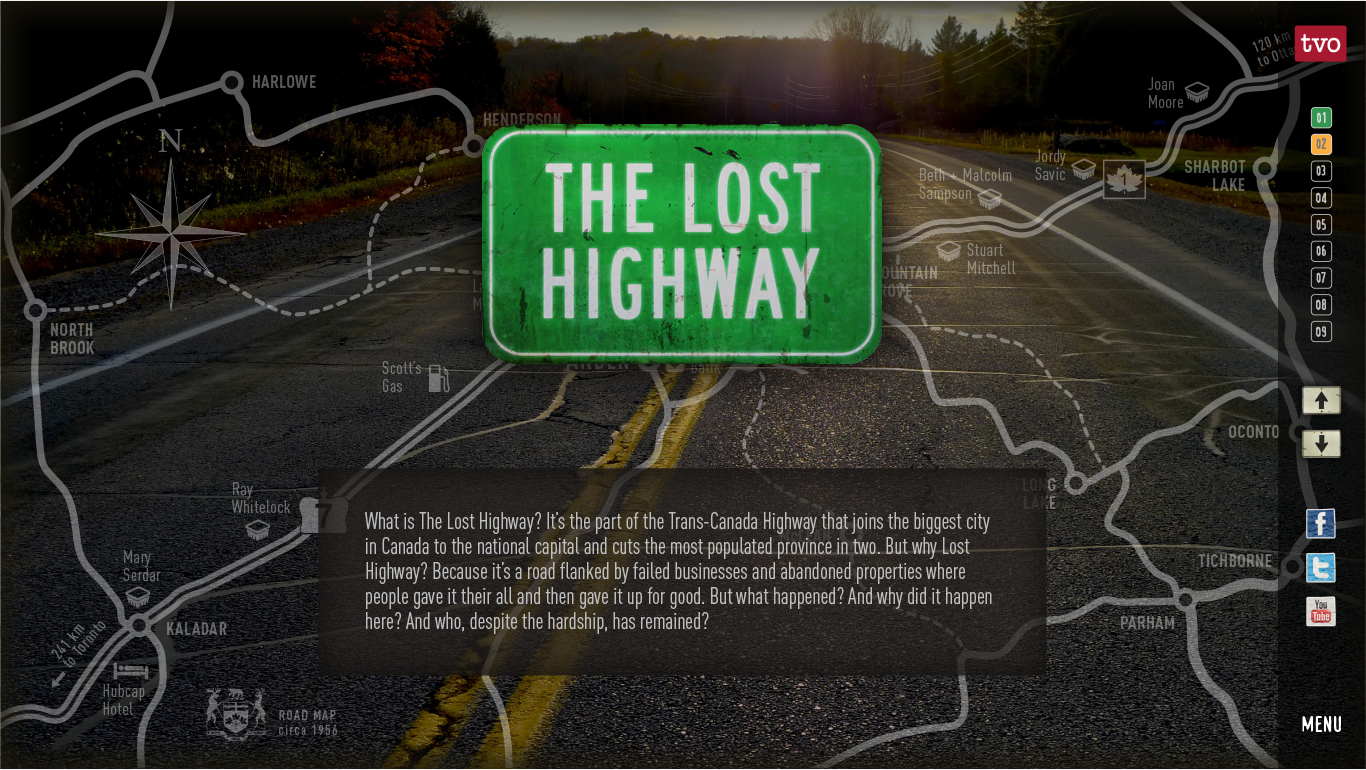 120 km
tvo
HARLOWE
Joan
Moore
01
HENDERSON
N
02
Jordy
Savic
SHARBOT
LAKE
03
Beth + Malcolm
Sampson
04
THE LOST
HIGHWAY
05
Stuart
Mitchell
06
07
08
09
NORTH
BROOK
Scott's
Gas
OCONTO
LONG
LAKE
Ray
Whitelock
7
What is The Lost Highway? It's the part of the Trans-Canada Highway that joins the biggest city
in Canada to the national capital and cuts the most populated province in two. But why Lost
Highway? Because it's a road flanked by failed businesses and abandoned properties where
people gave it their all and then gave it up for good. But what happened? And why did it happen
here? And who, despite the hardship, has remained?
Mary
Serdar
TICHBORNE
You
Tube
KALADAR
PARHAM
241 km
to Toronto
Hubcap
Hotel
ROAD MAP
circa 1956
MENU